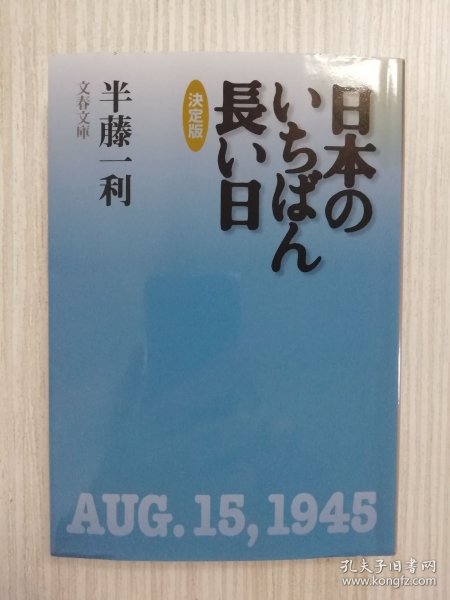 日本の
いちばん
長い日
決定版
半藤一利
文春文庫
AUG. 15, 1945
孔夫子旧书网
www.kongfz.com